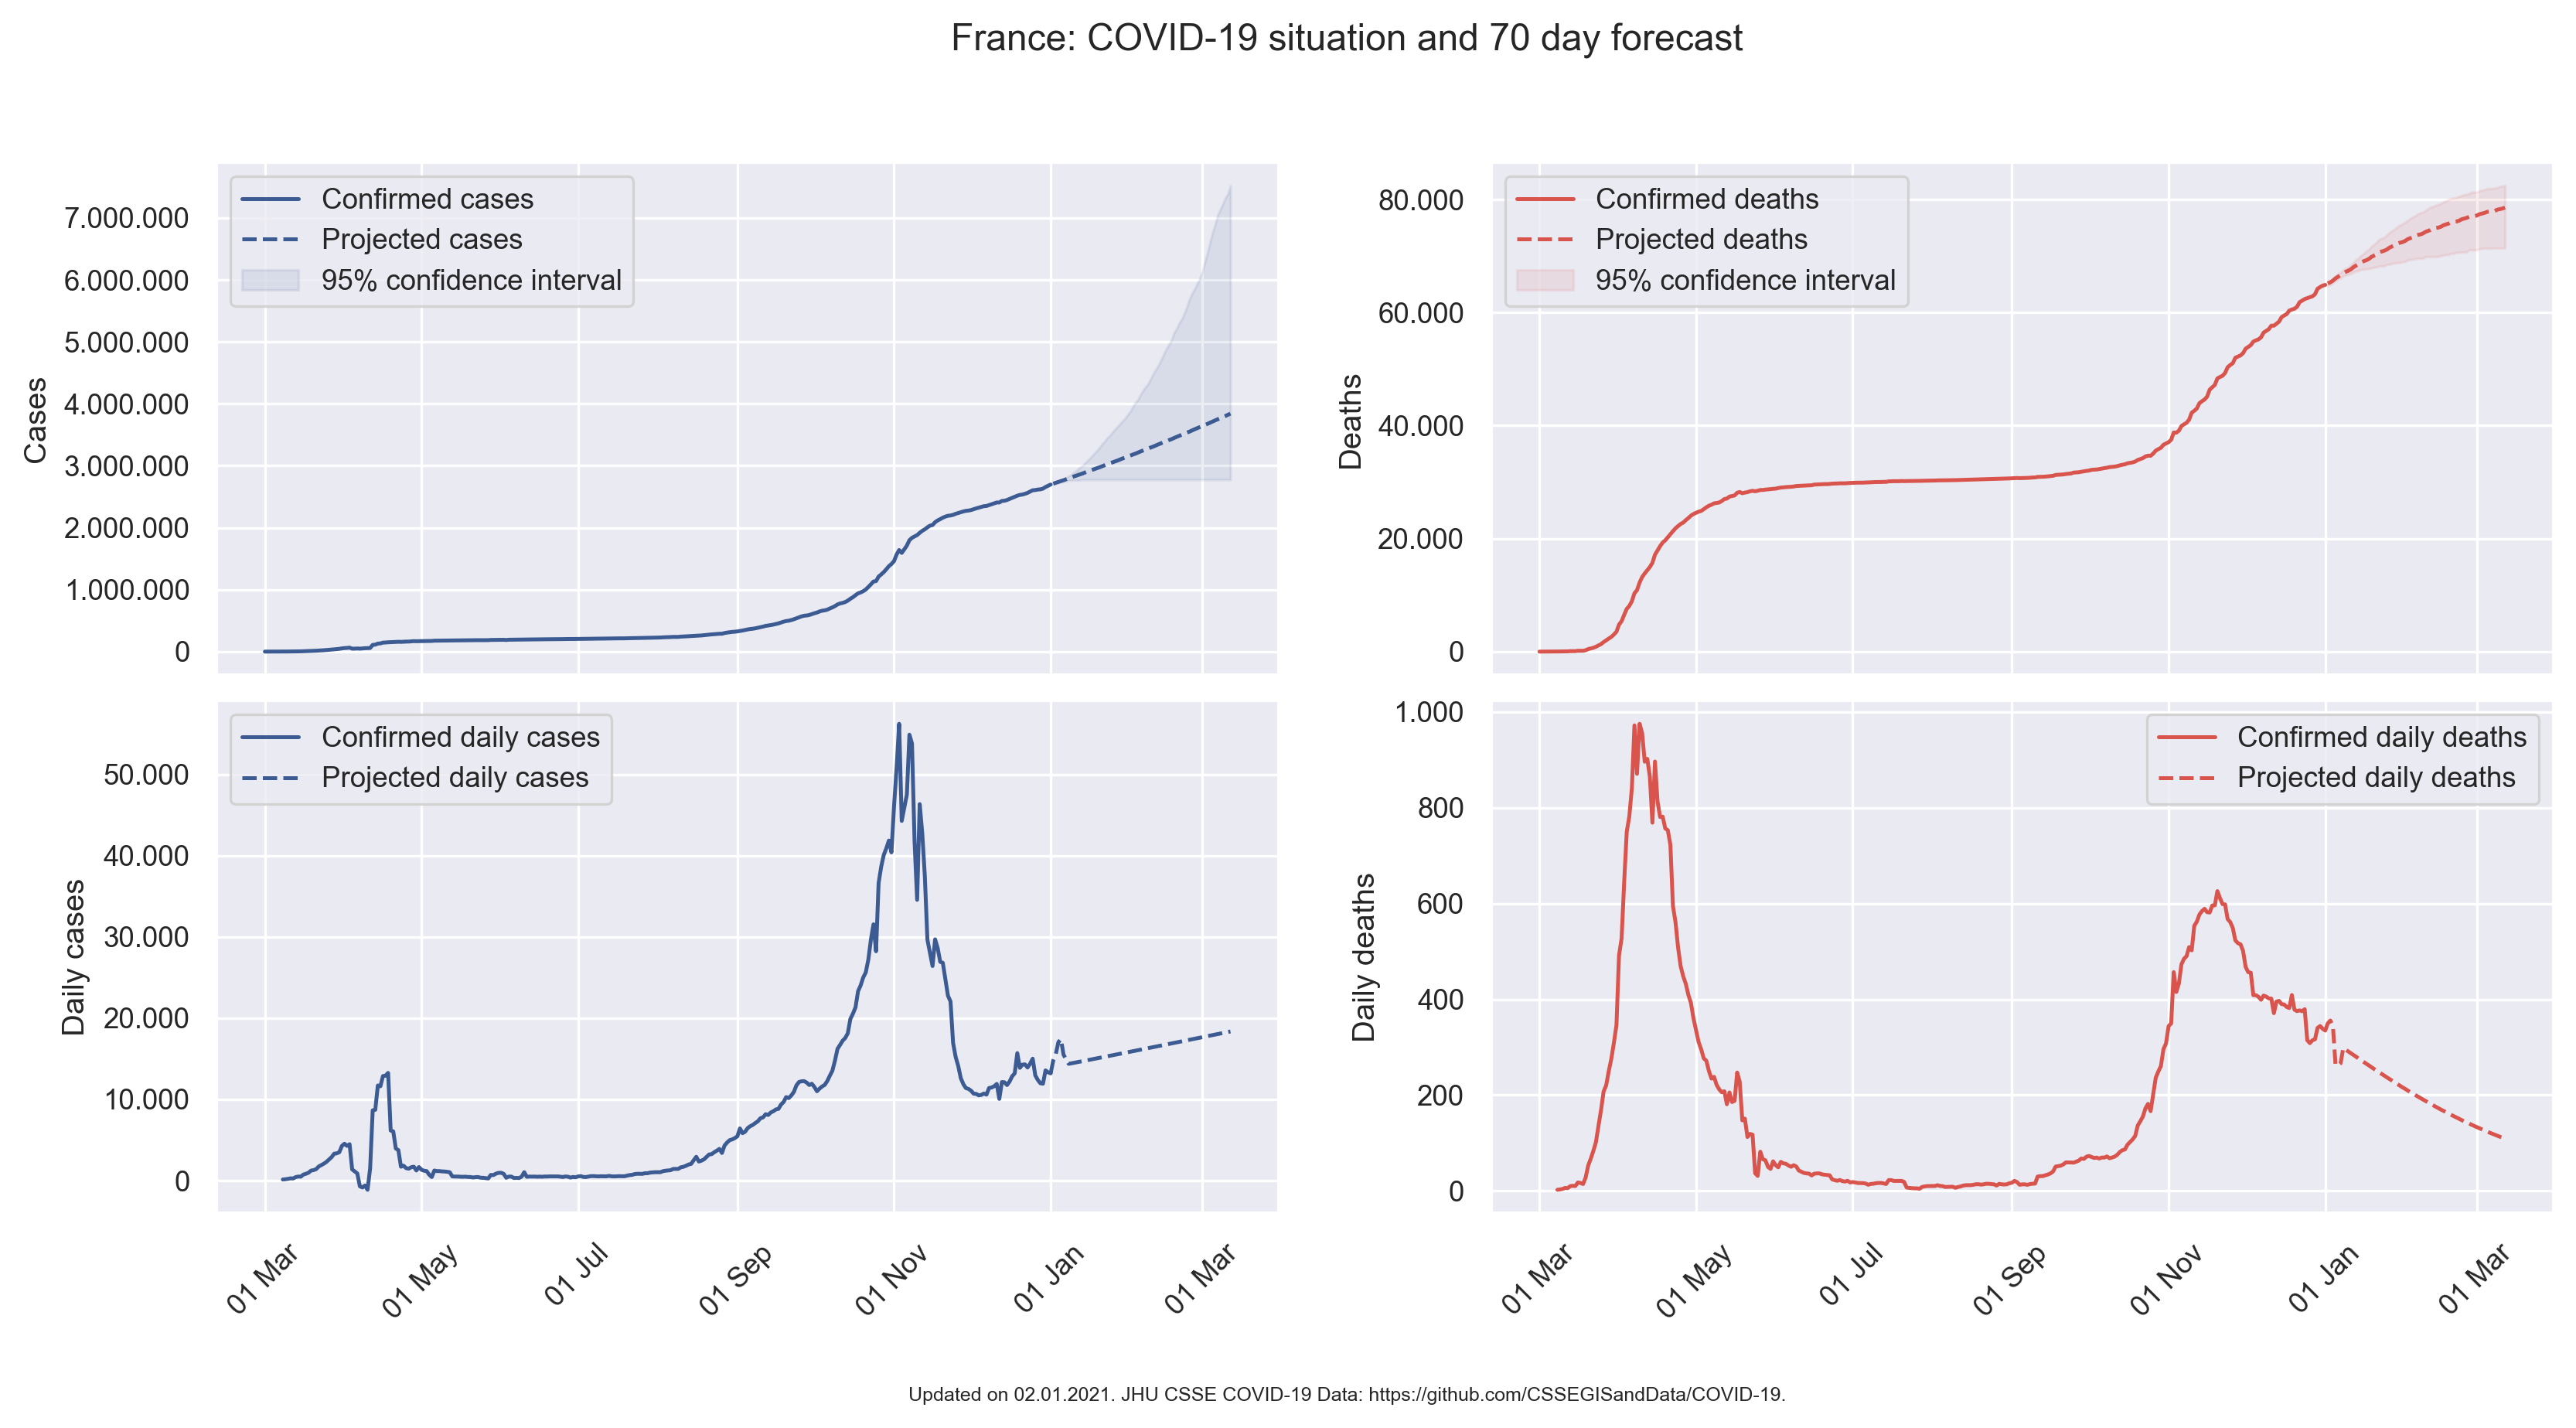 France: COVID-19 situation and 70 day forecast
Confirmed cases
Projected cases
95% confidence interval
7.000.000
6.000.000
5.000.000
4.000.000
3.000.000
2.000.000
1.000.000
0
Cases
Confirmed deaths
Projected deaths
95% confidence interval
80.000
60.000
40.000
20.000
0
Deaths
Confirmed daily cases
Projected daily cases
50.000
40.000
30.000
20.000
10.000
0
Daily cases
01 Mar
01 May
01 Jul
01 Sep
01 Nov
01 Jan
01 Mar
Confirmed daily deaths
Projected daily deaths
1.000
800
600
400
200
0
Daily deaths
01 Mar
01 May
01 Jul
01 Sep
01 Nov
01 Jan
01 Mar
Updated on 02.01.2021. JHU CSSE COVID-19 Data: https://github.com/CSSEGISandData/COVID-19.